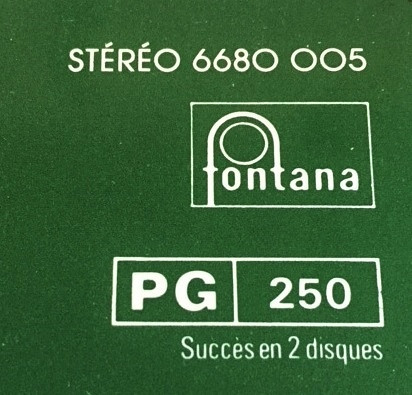 STÉRÉO 6680 005
fontana
PG 250
Succès en 2 disques